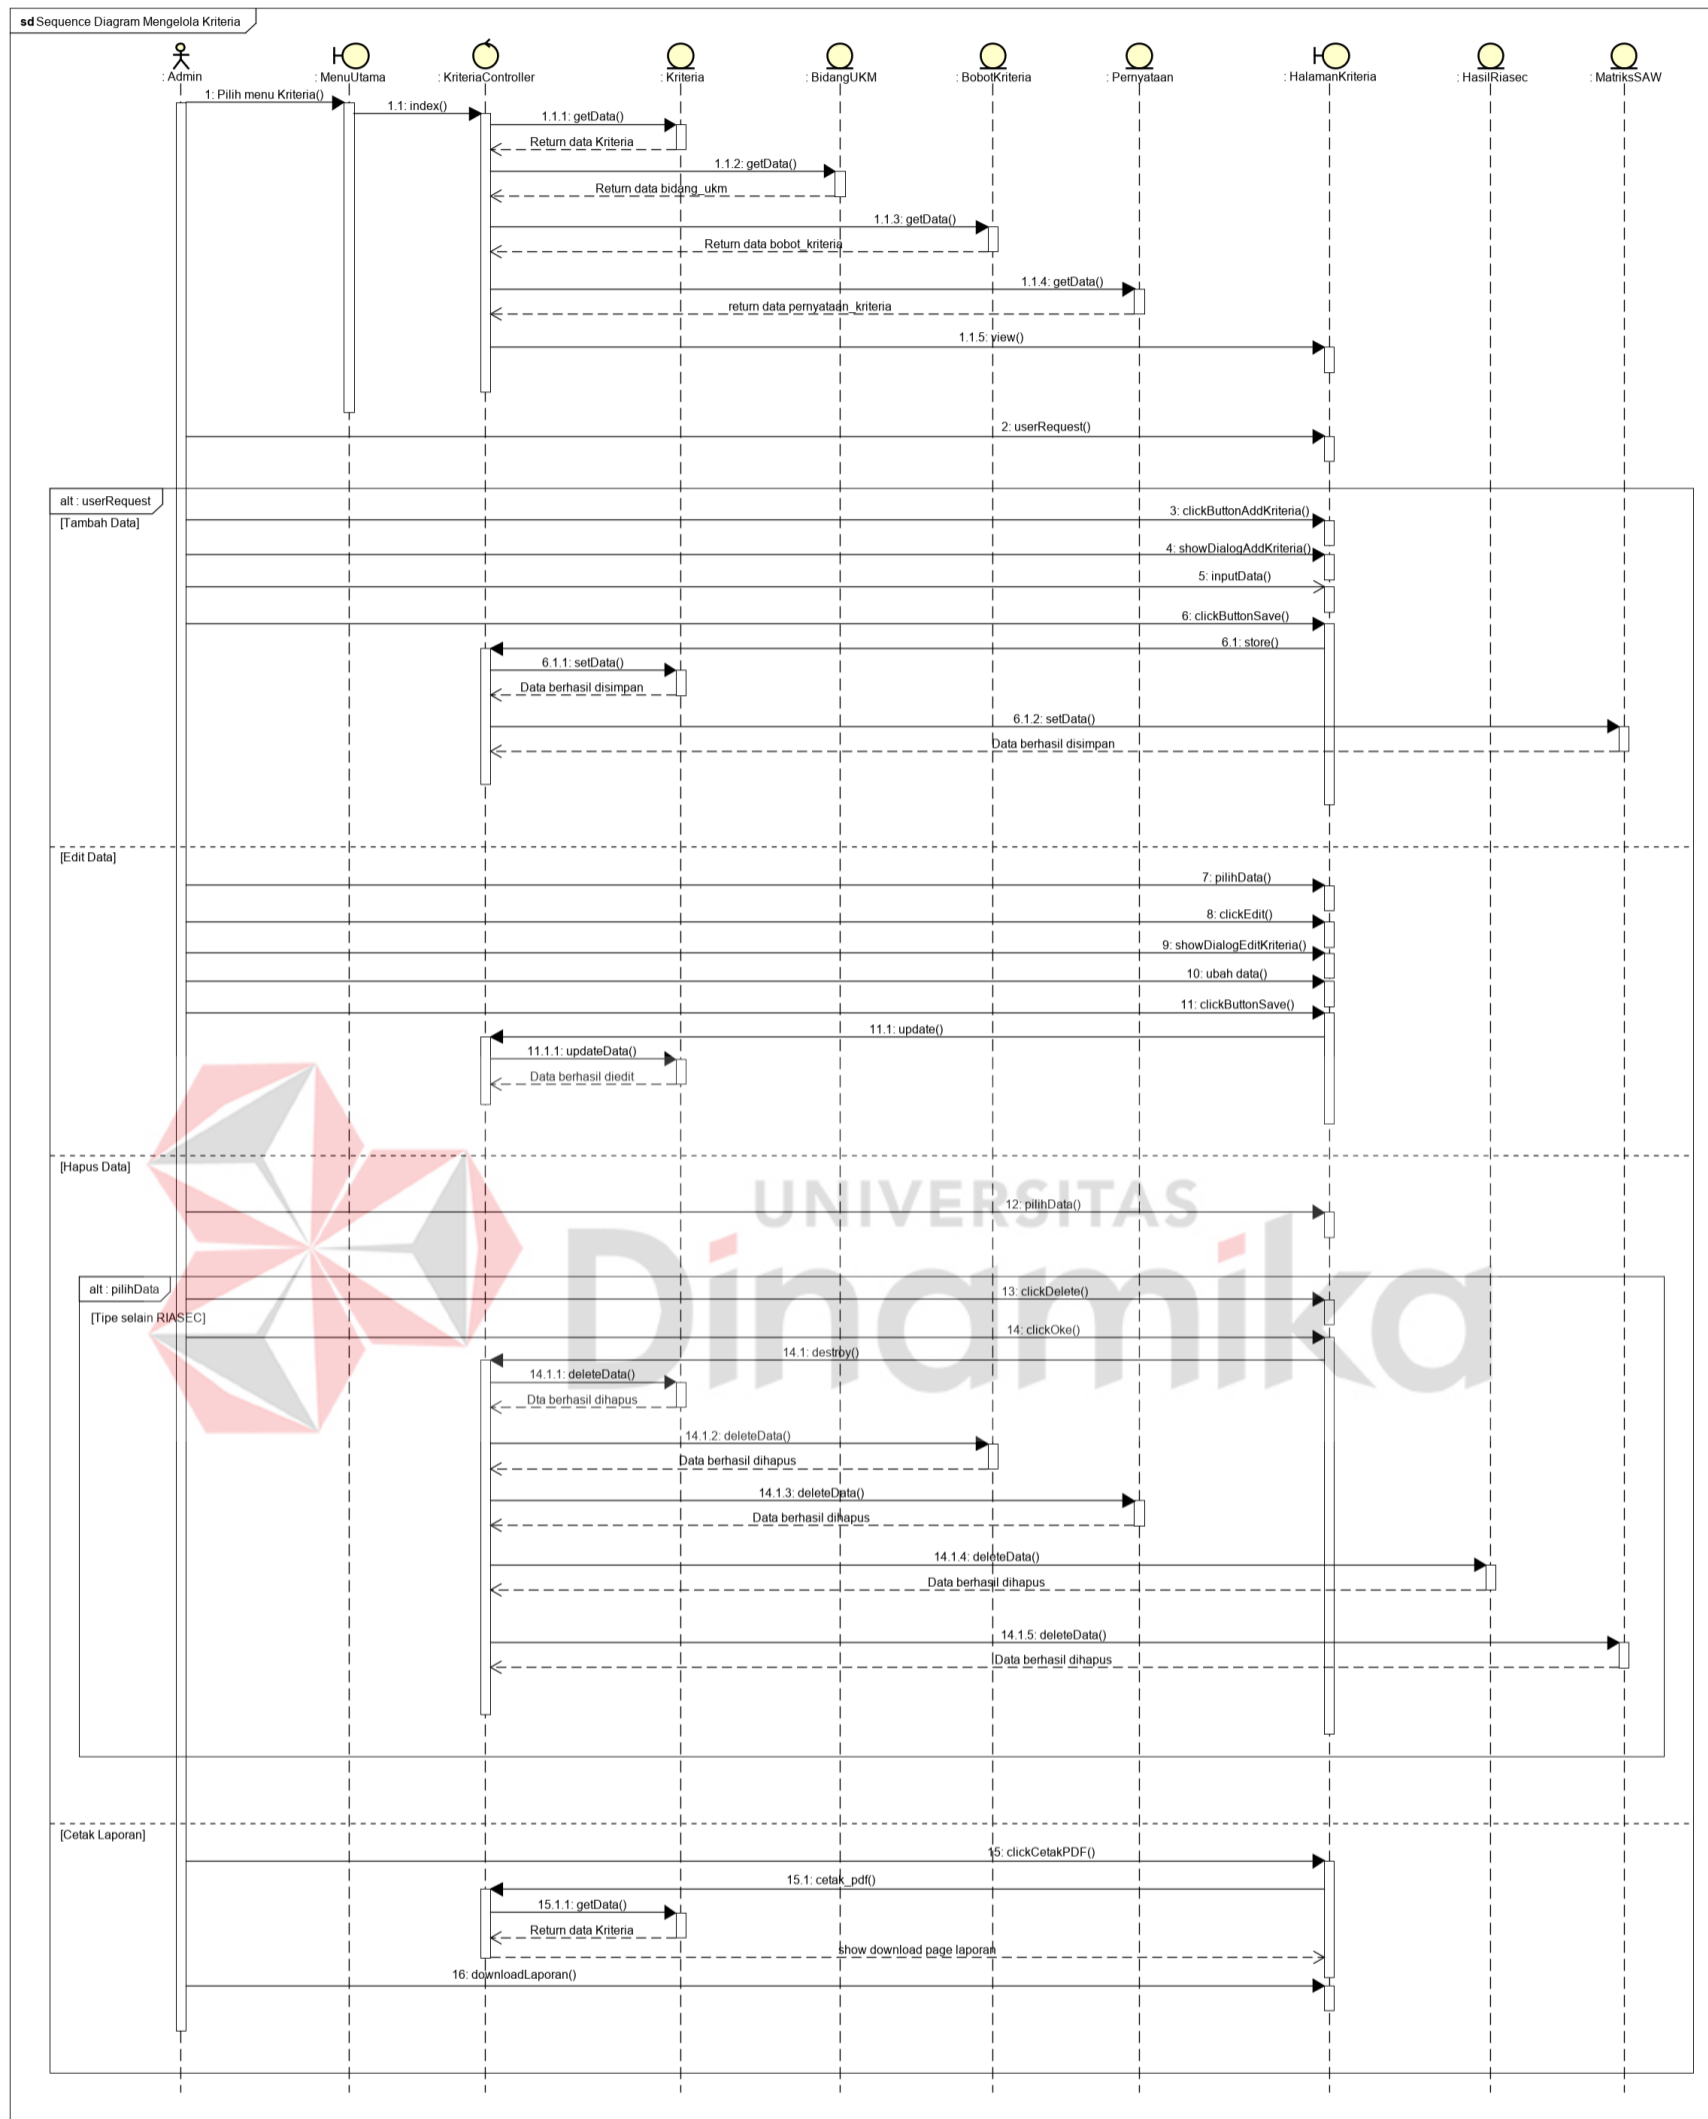 sd Sequence Diagram Mengelola Kriteria
: Admin
: MenuUtama
: KriteriaController
: Kriteria
: BidangUKM
: BobotKriteria
: Pernyataan
: HalamanKriteria
: HasilRiasec
: MatriksSAW
1: Pilih menu Kriteria()
1.1: index()
1.1.1: getData()
Return data Kriteria
1.1.2: getData()
Return data bidang_ukm
1.1.3: getData()
Return data bobot_kriteria
1.1.4: getData()
return data pernyataan_kriteria
1.1.5: view()
2: userRequest()
alt : userRequest
[Tambah Data]
3: clickButtonAddKriteria()
4: showDialogAddKriteria()
5: inputData()
6: clickButtonSave()
6.1: store()
6.1.1: setData()
Data berhasil disimpan
6.1.2: setData()
Data berhasil disimpan
[Edit Data]
7: pilihData()
8: clickEdit()
9: showDialogEditKriteria()
10: ubah data()
11: clickButtonSave()
11.1: update()
11.1.1: updateData()
Data berhasil diedit
[Hapus Data]
UNIVERSITAS
Dinamika
12: pilihData()
alt : pilihData
13: clickDelete()
[Tipe selain RIASEC]
14: clickOke()
14.1: destroy()
14.1.1: deleteData()
Dta berhasil dihapus
14.1.2: deleteData()
Data berhasil dihapus
14.1.3: deleteData()
Data berhasil dihapus
14.1.4: deleteData()
Data berhasil dihapus
14.1.5: deleteData()
Data berhasil dihapus
[Cetak Laporan]
15: clickCetakPDF()
15.1: cetak_pdf()
15.1.1: getData()
Return data Kriteria
show download page laporan
16: downloadLaporan()